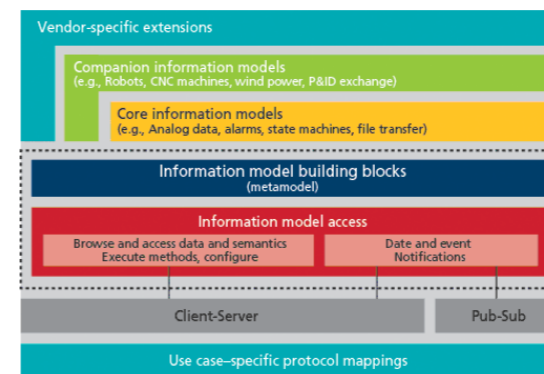 Vendor-specific extensions
Companion information models
(e.g., Robots, CNC machines, wind power, P&ID exchange)
Core information models
(e.g., Analog data, alarms, state machines, file transfer)
Information model building blocks
(metamodel)
Information model access
Browse and access data and semantics
Execute methods, configure
Date and event
Notifications
Client-Server
Pub-Sub
Use case–specific protocol mappings